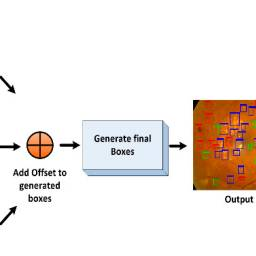 Generate final
Boxes
Add Offset to
generated
boxes
Output